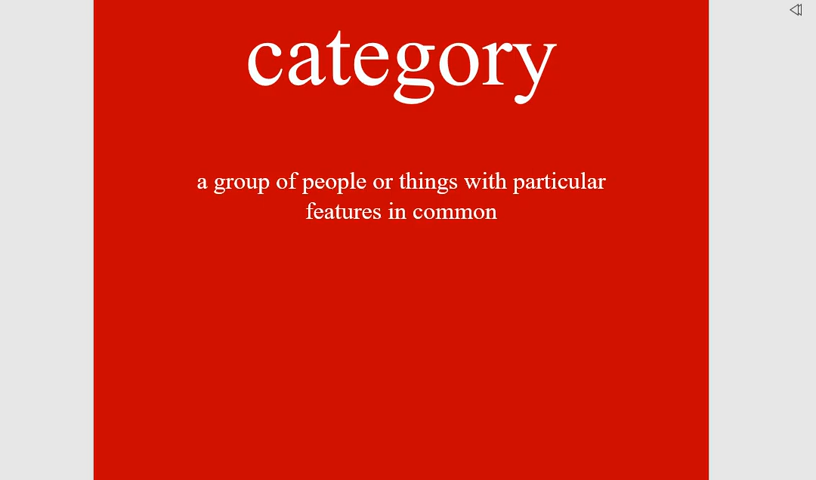 category
a group of people or things with particular
features in common